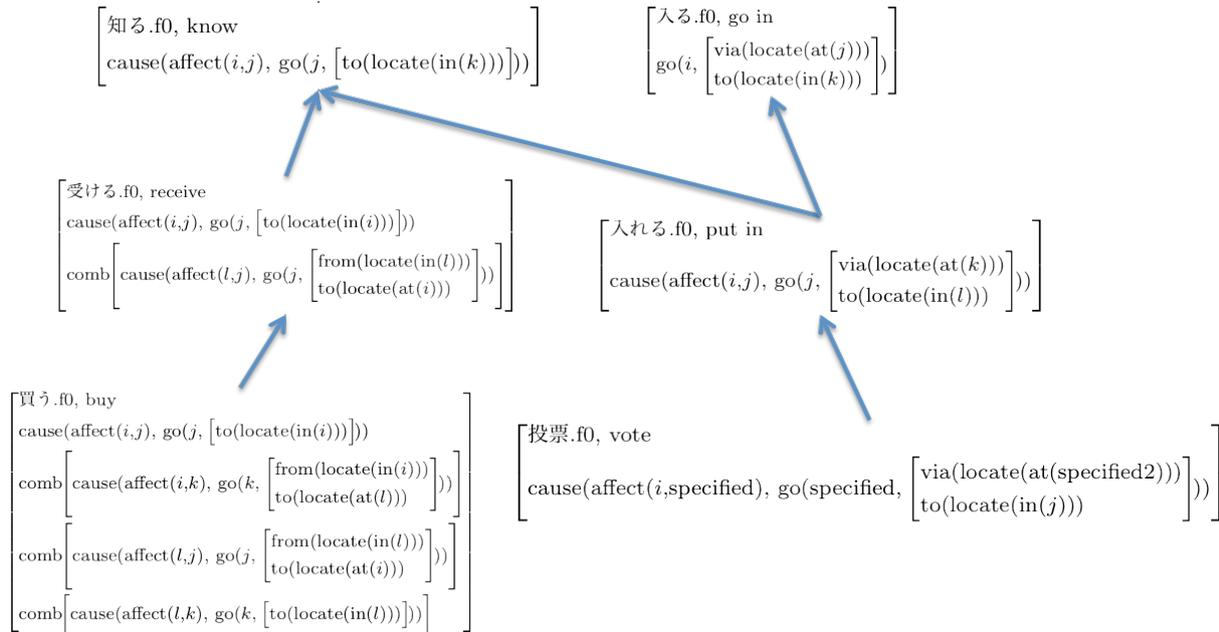 知る.f0, know
cause(affect(i,j), go(j, [to(locate(in(k)))]))
入る.f0, go in
go(i, [via(locate(at(j)))
to(locate(in(k))) ])
受ける.f0, receive
cause(affect(i,j), go(j, [to(locate(in(i)))]))
comb[cause(affect(l,j), go(j, [from(locate(in(l)))
to(locate(at(i))) ]))]
入れる.f0, put in
cause(affect(i,j), go(j, [via(locate(at(k)))
to(locate(in(l))) ]))
買う.f0, buy
cause(affect(i,j), go(j, [to(locate(in(i)))]))
comb[cause(affect(i,k), go(k, [from(locate(in(i)))
to(locate(at(l))) ]))]
comb[cause(affect(l,j), go(j, [from(locate(in(l)))
to(locate(at(i))) ]))]
comb[cause(affect(l,k), go(k, [to(locate(in(l)))]))]
投票.f0, vote
cause(affect(i,specified), go(specified, [via(locate(at(specified2)))
to(locate(in(j))) ]))